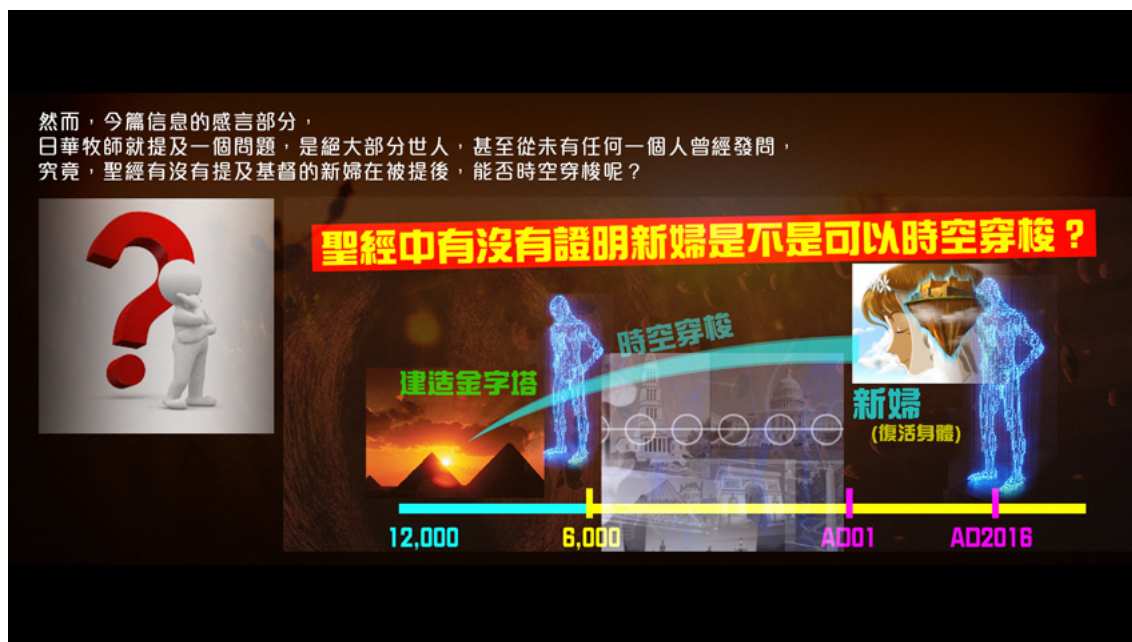 然而，今篇信息的感言部分，
日華牧師就提及一個問題，是絕大部分世人，甚至從未有任何一個人曾經發問，
究竟，聖經有沒有提及基督的新婦在被提後，能否時空穿梭呢？
聖經中有沒有證明新婦是不是可以時空穿梭？
時空穿梭
建造金字塔
新婦
(復活身體)
12,000 6,000 AD01 AD2016